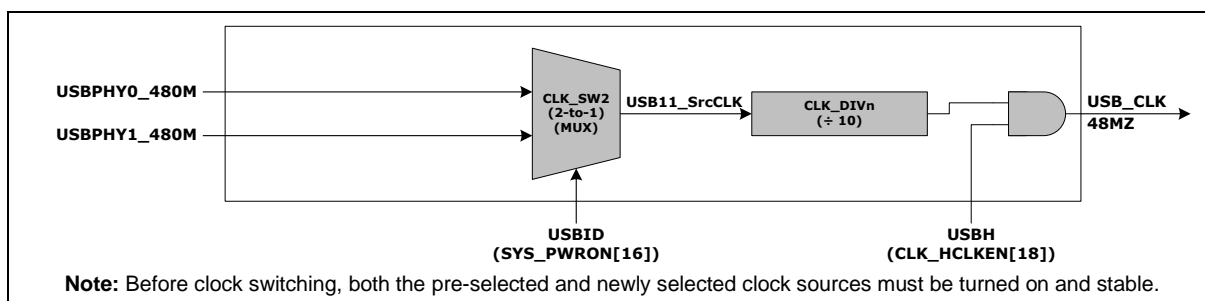 USBPHY0_480M
USBPHY1_480M
CLK_SW2
(2-to-1)
(MUX)
USB11_SrcCLK
CLK_DIVn
(÷ 10)
USB_CLK
48MZ
USBID
(SYS_PWRON[16])
USBH
(CLK_HCLKEN[18])
Note: Before clock switching, both the pre-selected and newly selected clock sources must be turned on and stable.